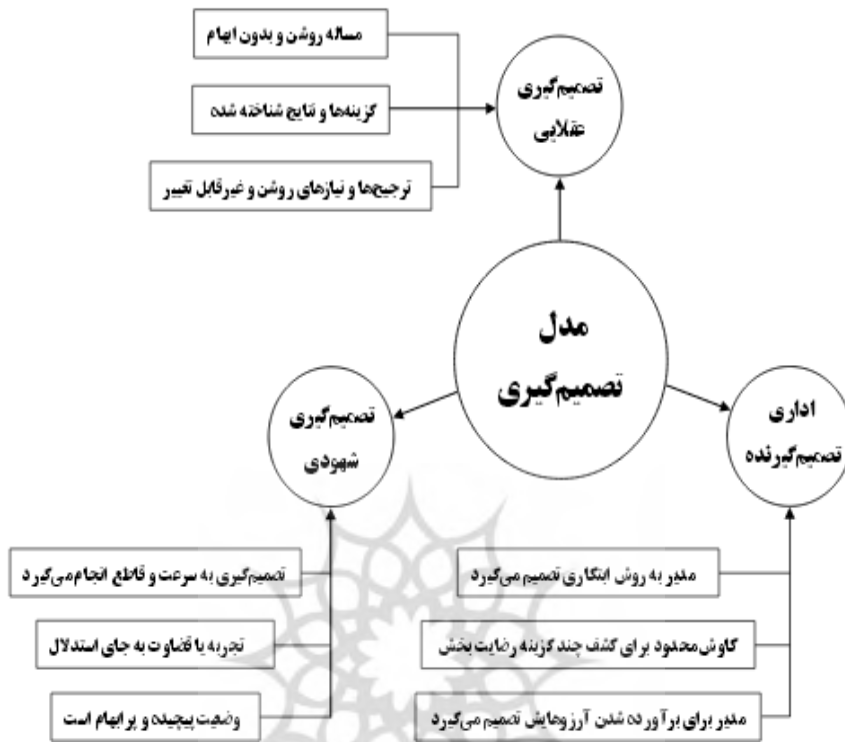 مساله روشن و بدون ابهام
گزینه‌ها و نتایج شناخته شده
ترجیح‌ها و نیازهای روشن و غیرقابل تغییر
تصمیم‌گیری
عقلایی
مدل
تصمیم‌گیری
تصمیم‌گیری
شهودی
تصمیم‌گیری به سرعت و قاطع انجام می‌گیرد
تجربه یا قضاوت به جای استدلال
وضعیت پیچیده و پر ابهام است
اداری
تصمیم‌گیرنده
مدیر به روش ابتکاری تصمیم می‌گیرد
کاوش محدود برای کشف چند گزینه رضایت بخش
مدیر برای برآورده شدن آرزوهایش تصمیم می‌گیرد